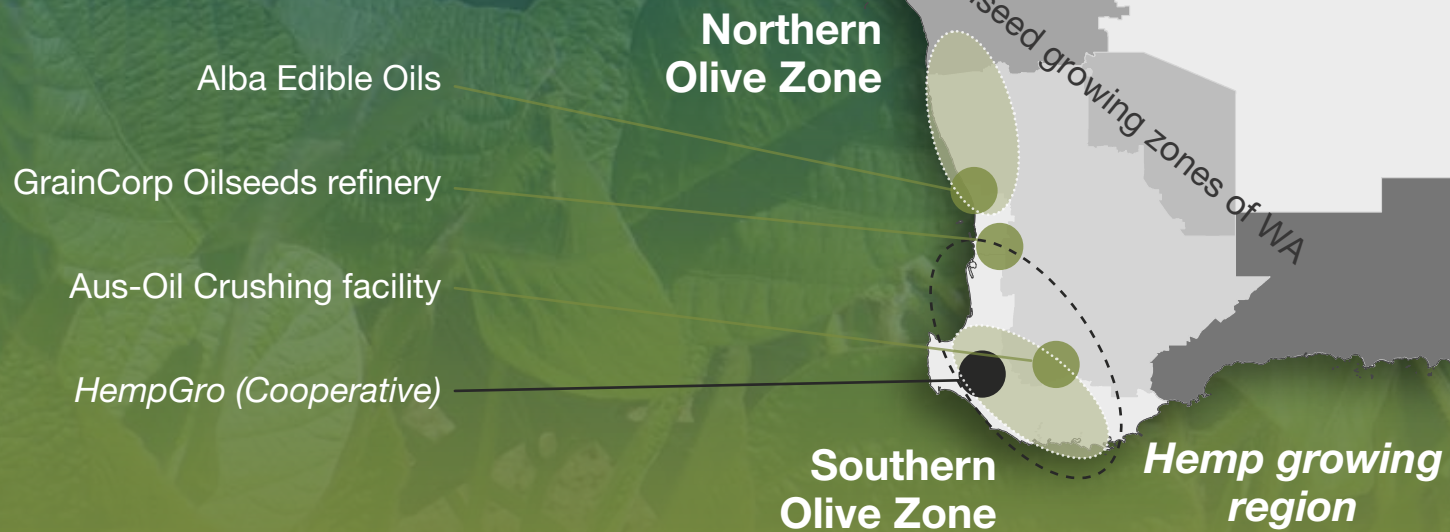 Northern
Olive Zone
Alba Edible Oils
GrainCorp Oilseeds refinery
Aus-Oil Crushing facility
HempGro (Cooperative)
growing zones of WA
Southern
Olive Zone
Hemp growing
region